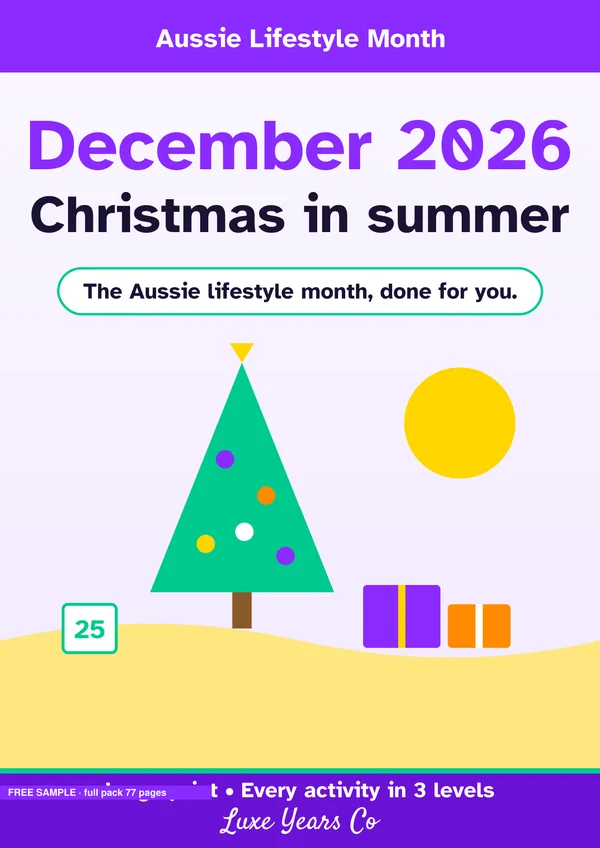 Aussie Lifestyle Month
December 2026
Christmas in summer
The Aussie lifestyle month, done for you.
25
FREE SAMPLE · full pack 77 pages
• Every activity in 3 levels
Luxe Years Co